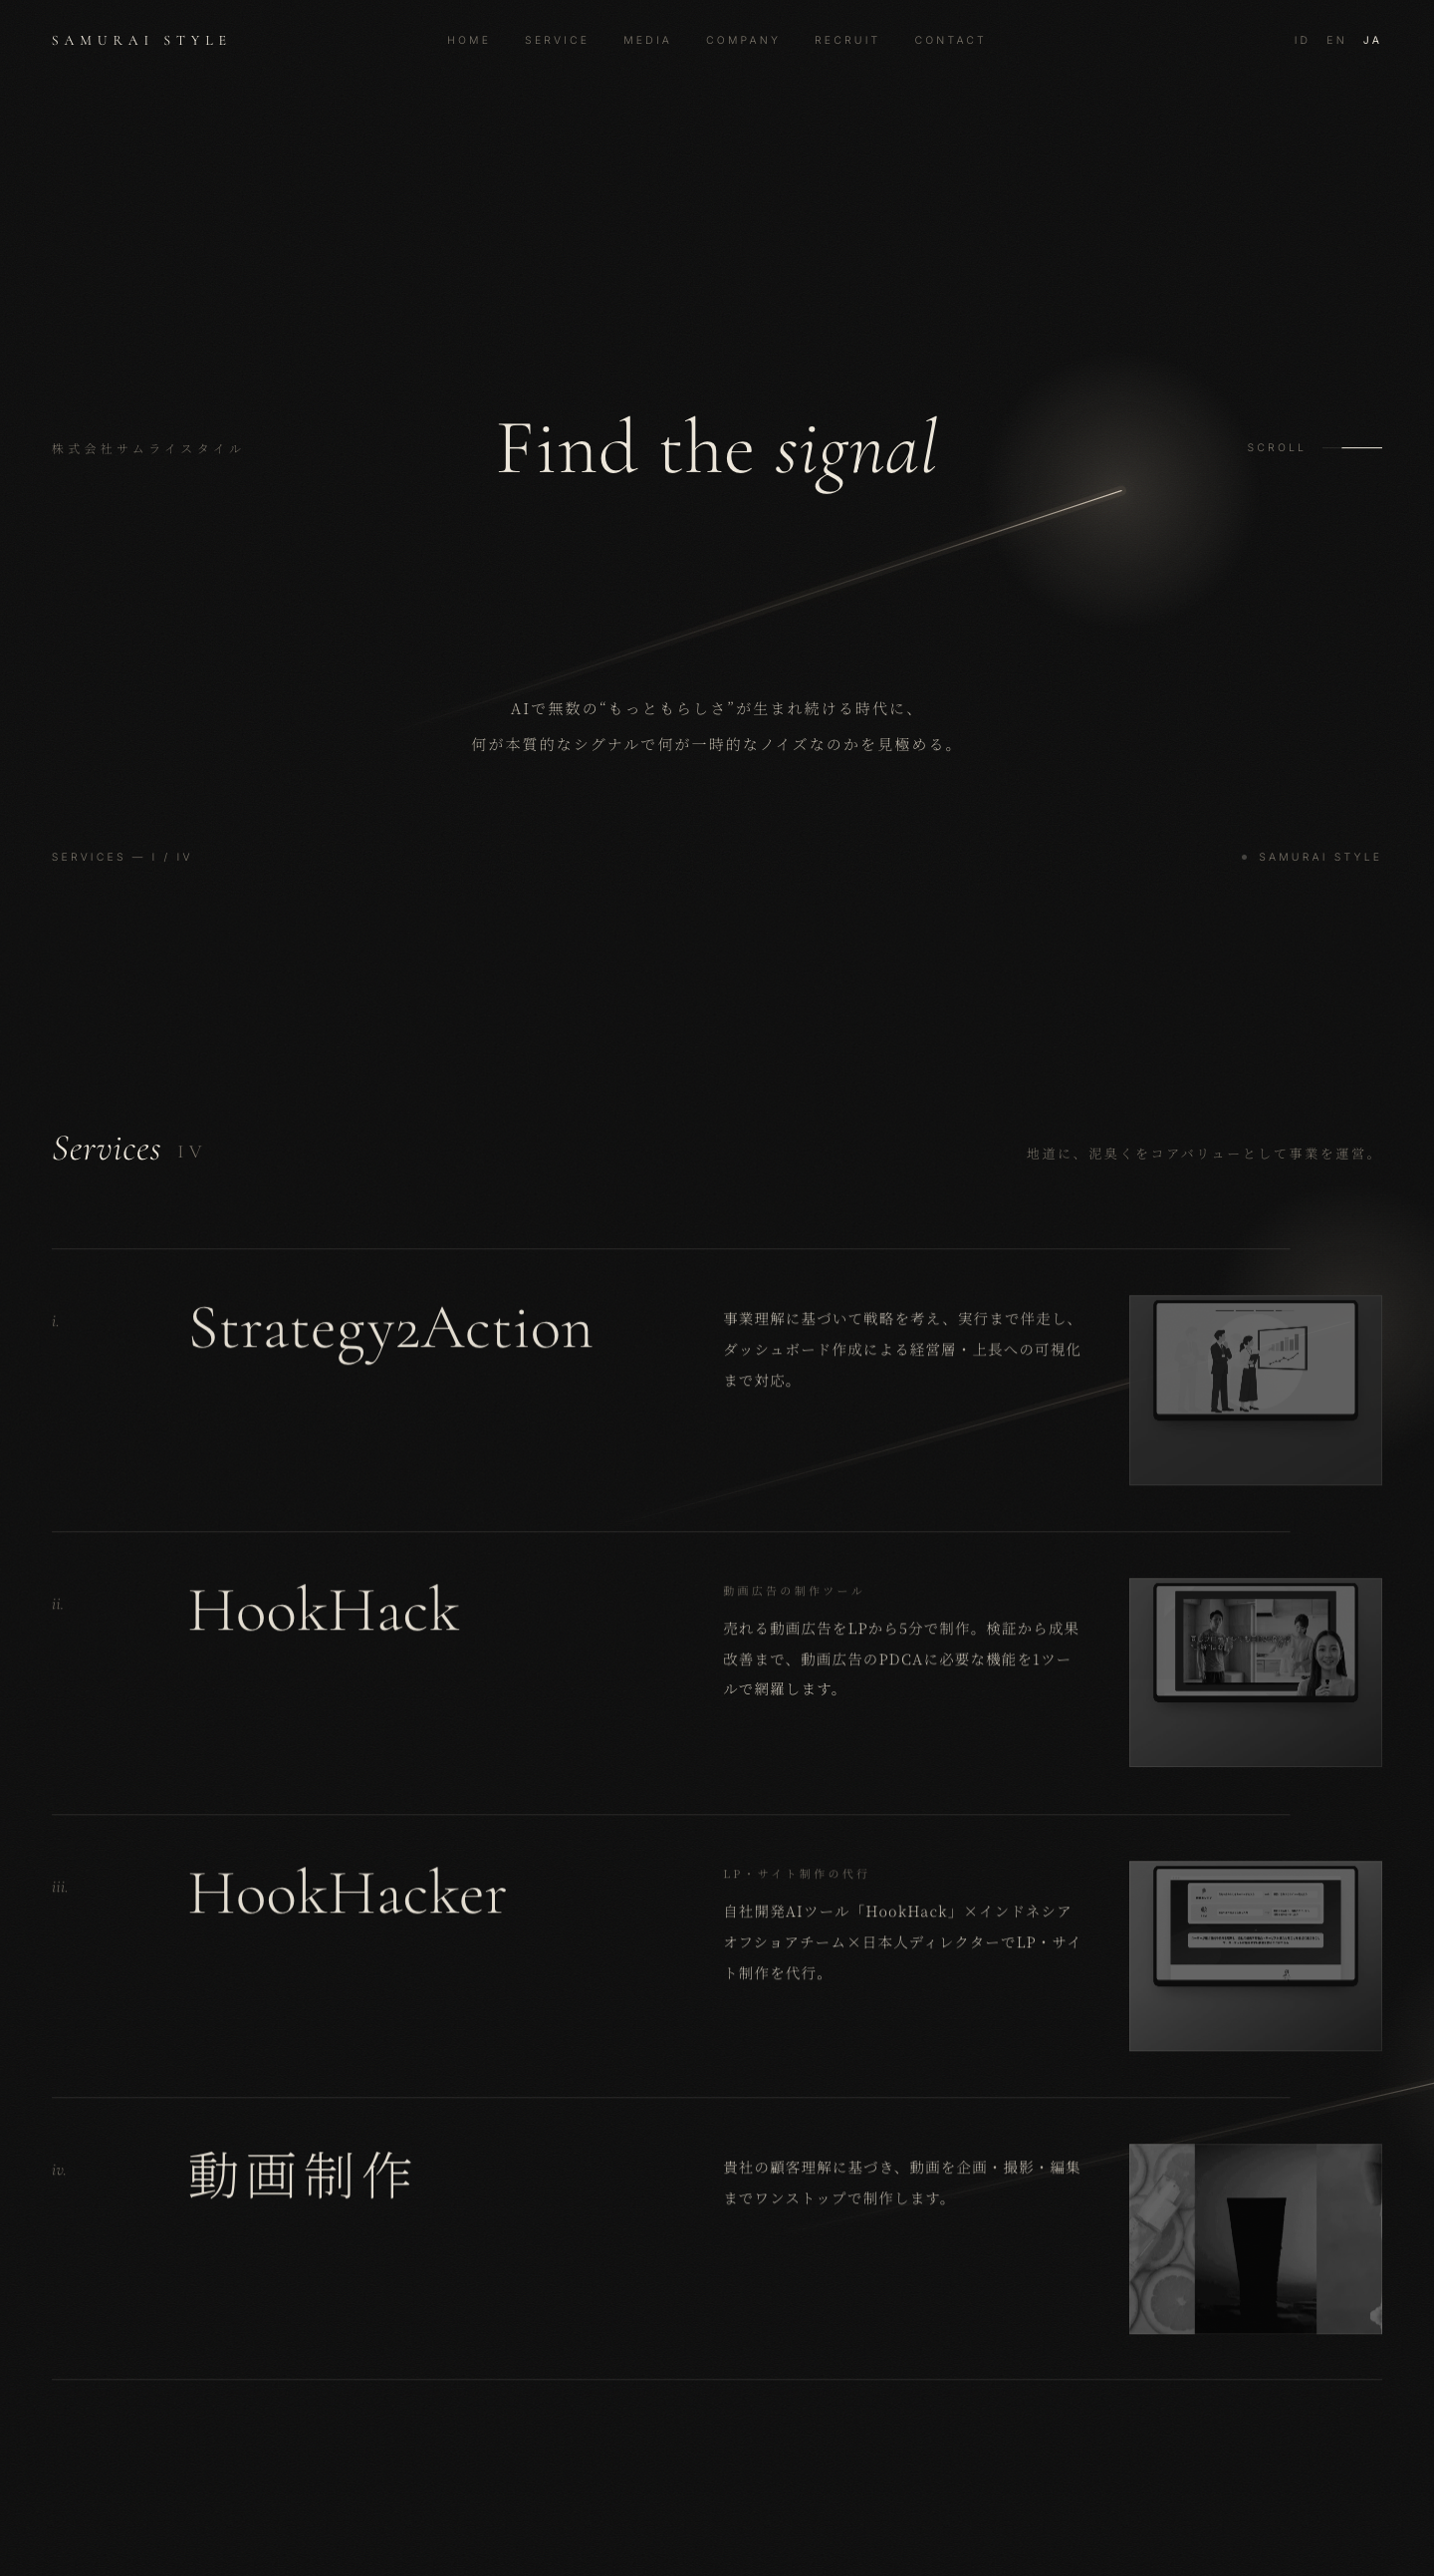 SAMURAI STYLE
HOME SERVICE MEDIA COMPANY RECRUIT CONTACT
ID EN JA
株式会社サムライスタイル
Find the signal
SCROLL
AIで無数の“もっともらしさ”が生まれ続ける時代に、
何が本質的なシグナルで何が一時的なノイズなのかを見極める。
SERVICES — I / IV
SAMURAI STYLE
Services IV
地道に、泥臭くをコアバリューとして事業を運営。
i.
Strategy2Action
事業理解に基づいて戦略を考え、実行まで伴走し、
ダッシュボード作成による経営層・上長への可視化
まで対応。
ii.
HookHack
動画広告の制作ツール
売れる動画広告をLPから5分で制作。検証から成果
改善まで、動画広告のPDCAに必要な機能を1ツー
ルで網羅します。
iii.
HookHacker
LP・サイト制作の代行
自社開発AIツール「HookHack」×インドネシア
オフショアチーム×日本人ディレクターでLP・サイ
ト制作を代行。
iv.
動画制作
貴社の顧客理解に基づき、動画を企画・撮影・編集
までワンストップで制作します。